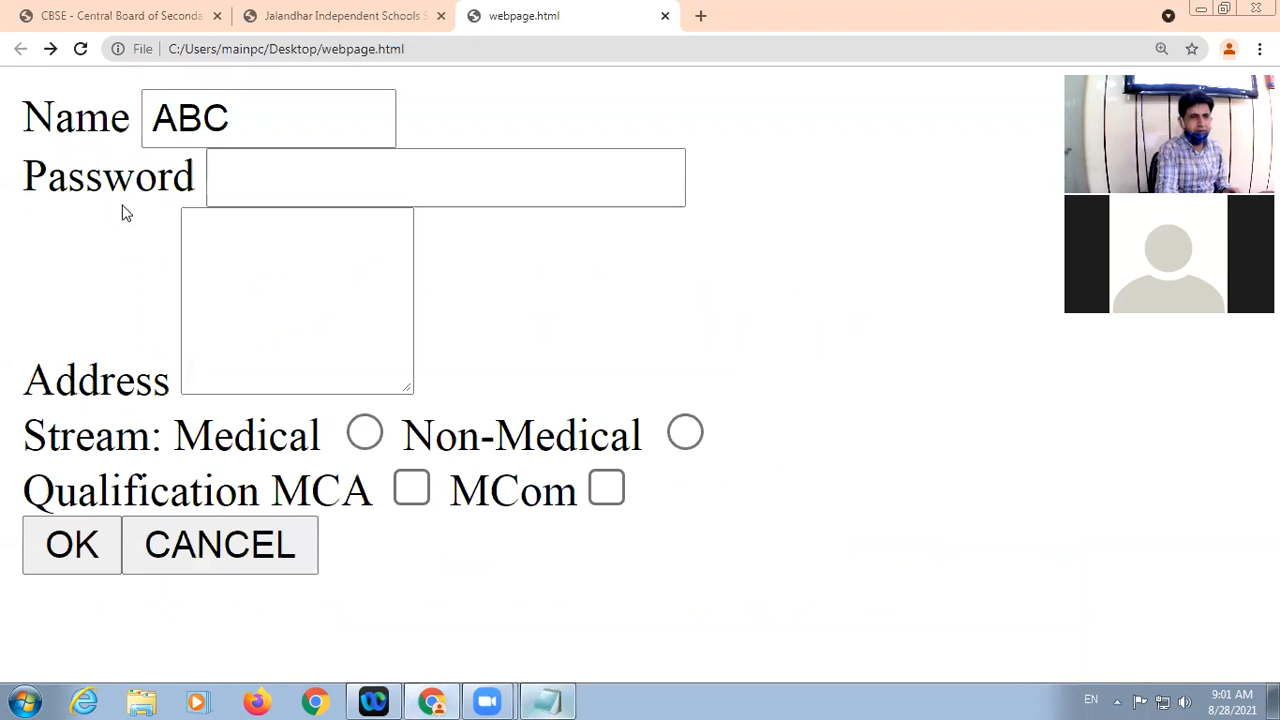 CBSE - Central Board of Seconda
Jalandhar Independent Schools S
webpage.html
File C:/Users/mainpc/Desktop/webpage.html
Name ABC
Password
Address
Stream: Medical Non-Medical
Qualification MCA MCom
OK CANCEL
EN
9:01 AM
8/28/2021